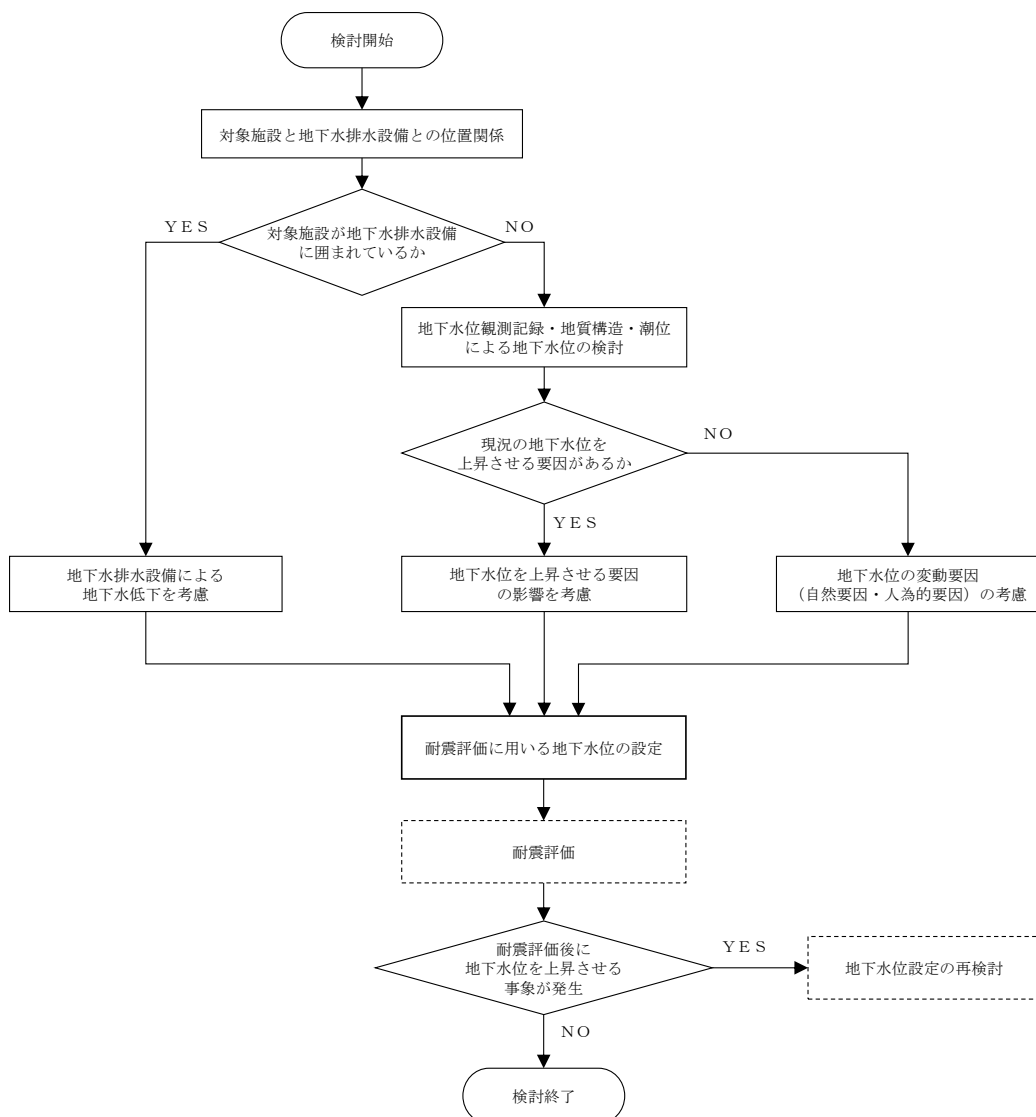 検討開始
対象施設と地下水排水設備との位置関係
YES
NO
対象施設が地下水排水設備
に囲まれているか
地下水位観測記録・地質構造・潮位
による地下水位の検討
現況の地下水位を
上昇させる要因があるか
NO
YES
地下水排水設備による
地下水低下を考慮
地下水位を上昇させる要因
の影響を考慮
地下水位の変動要因
（自然要因・人為的要因）の考慮
耐震評価に用いる地下水位の設定
耐震評価
耐震評価後に
地下水位を上昇させる
事象が発生
YES
地下水位設定の再検討
NO
検討終了